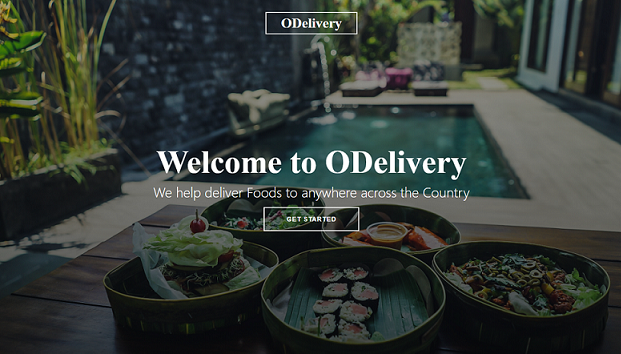 ODelivery
Welcome to ODelivery
We help deliver Foods to anywhere across the Country
GET STARTED